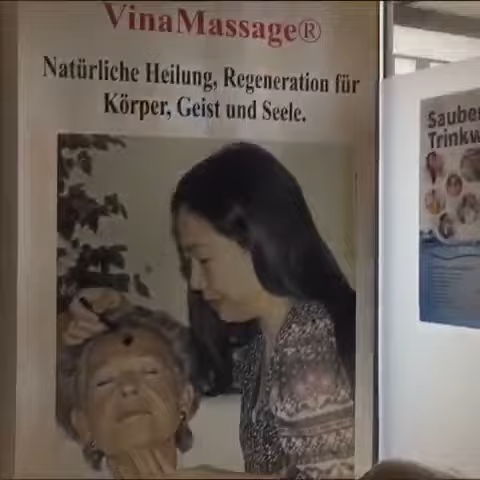 VinaMassage®
Natürliche Heilung, Regeneration für
Körper, Geist und Seele.
Saube
Trinkw